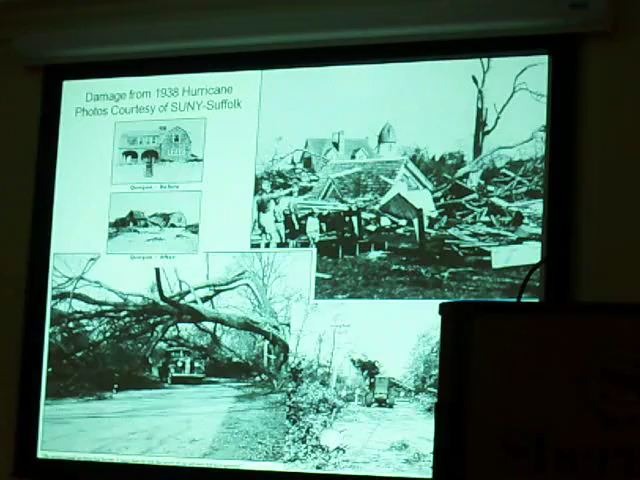 Damage from 1938 Hurricane
Photos Courtesy of SUNY-Suffolk
Quogue - Before
Quogue - After